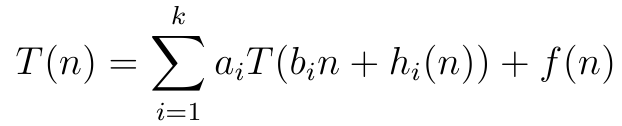 T(n) = \sum_{i=1}^{k} a_i T(b_i n + h_i(n)) + f(n)